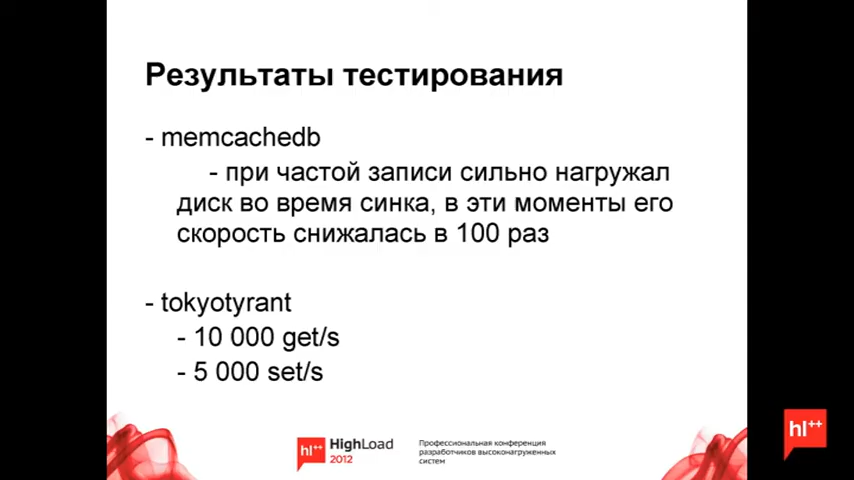 Результаты тестирования
- memcachedb
- при частой записи сильно нагружал
диск во время синка, в эти моменты его
скорость снижалась в 100 раз
- tokyotyrant
- 10 000 get/s
- 5 000 set/s
hl++
HighLoad
2012
Профессиональная конференция
разработчиков высоконагруженных
систем
hl++